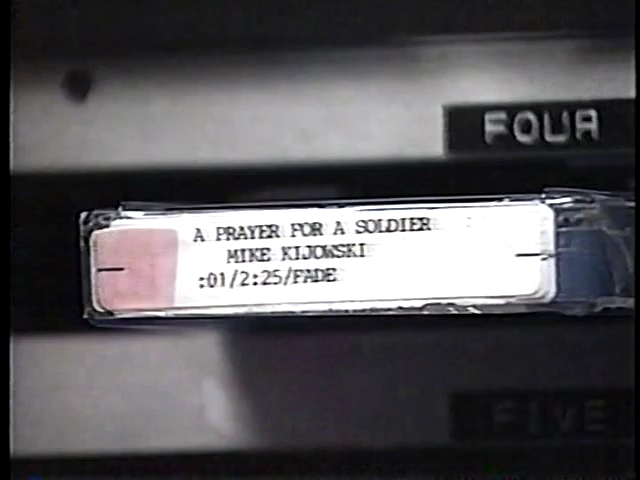 FOUR
A PRAYER FOR A SOLDIER
MIKE KIJOWSKI
:01/2:25/FADE
FIVE